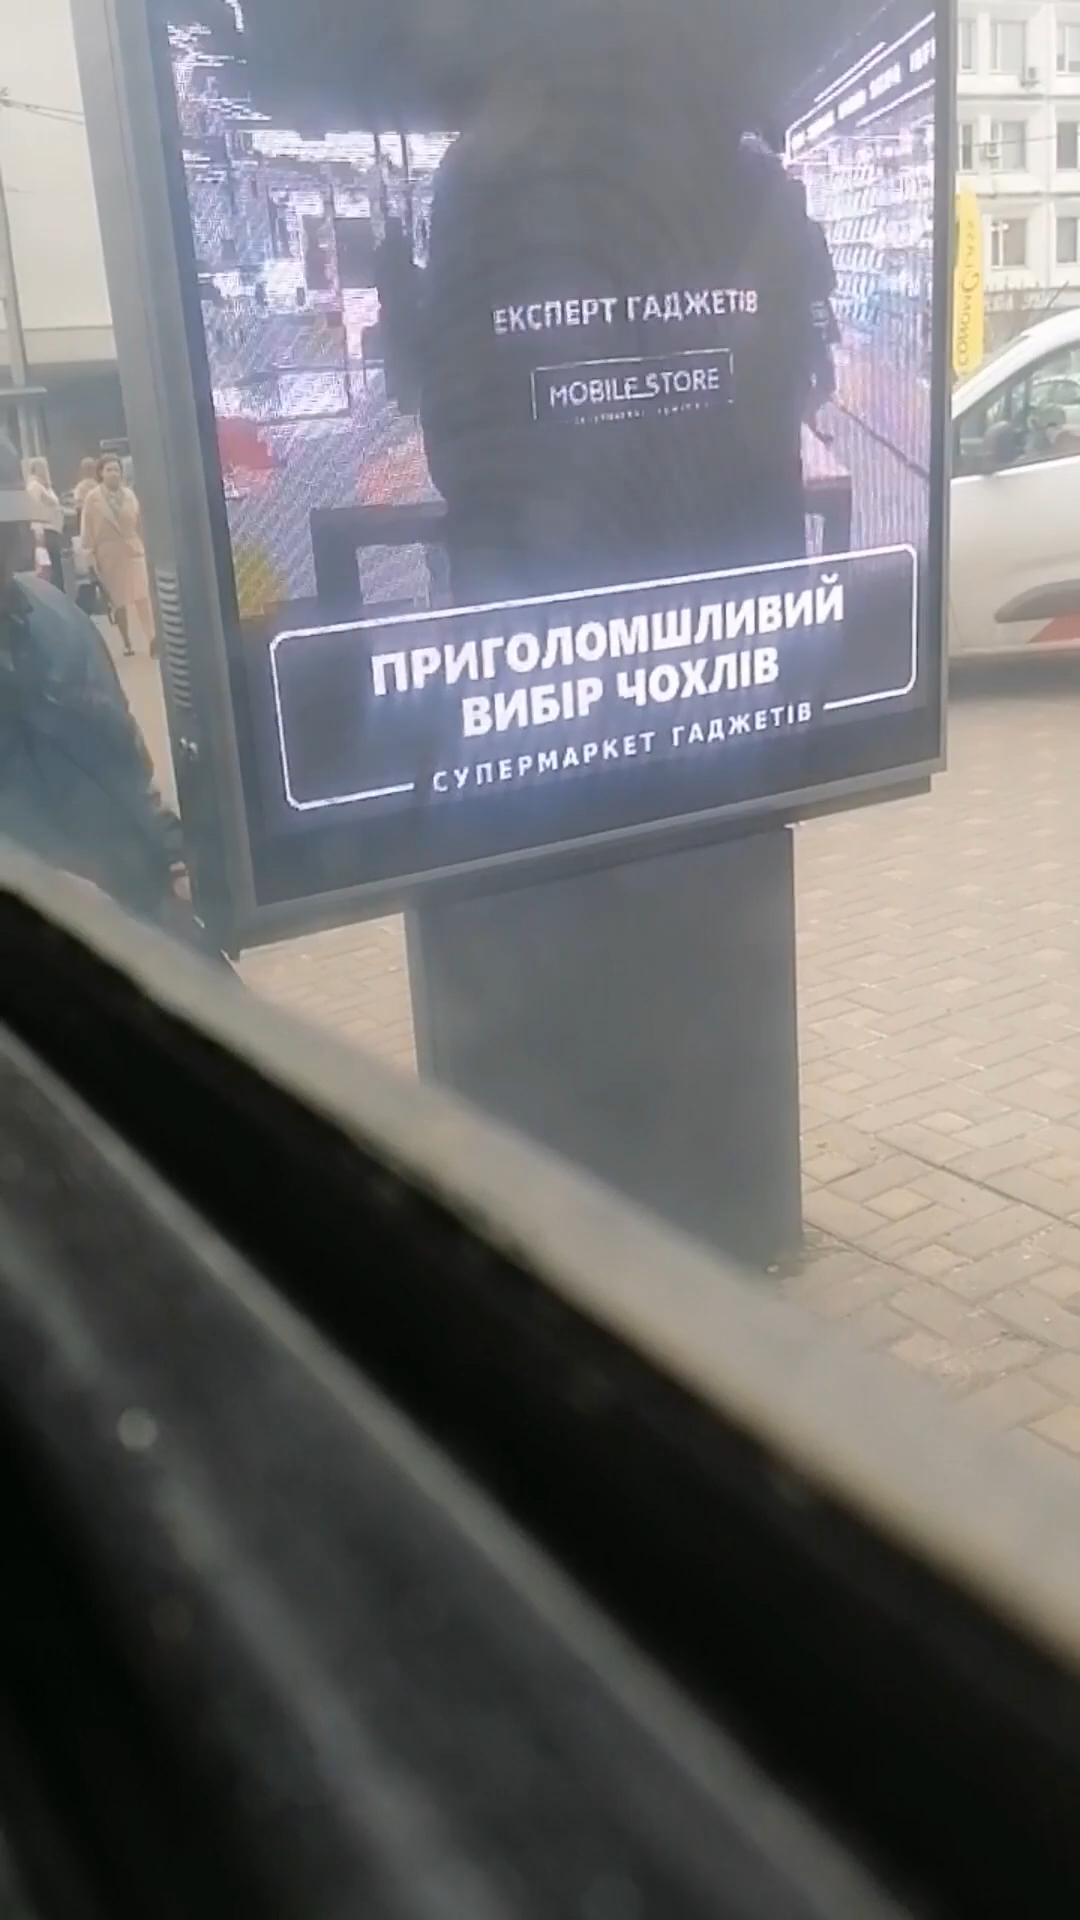 ЕКСПЕРТ ГАДЖЕТІВ
MOBILE STORE
ПРИГОЛОМШЛИВИЙ
ВИБІР ЧОХЛІВ
СУПЕРМАРКЕТ ГАДЖЕТІВ